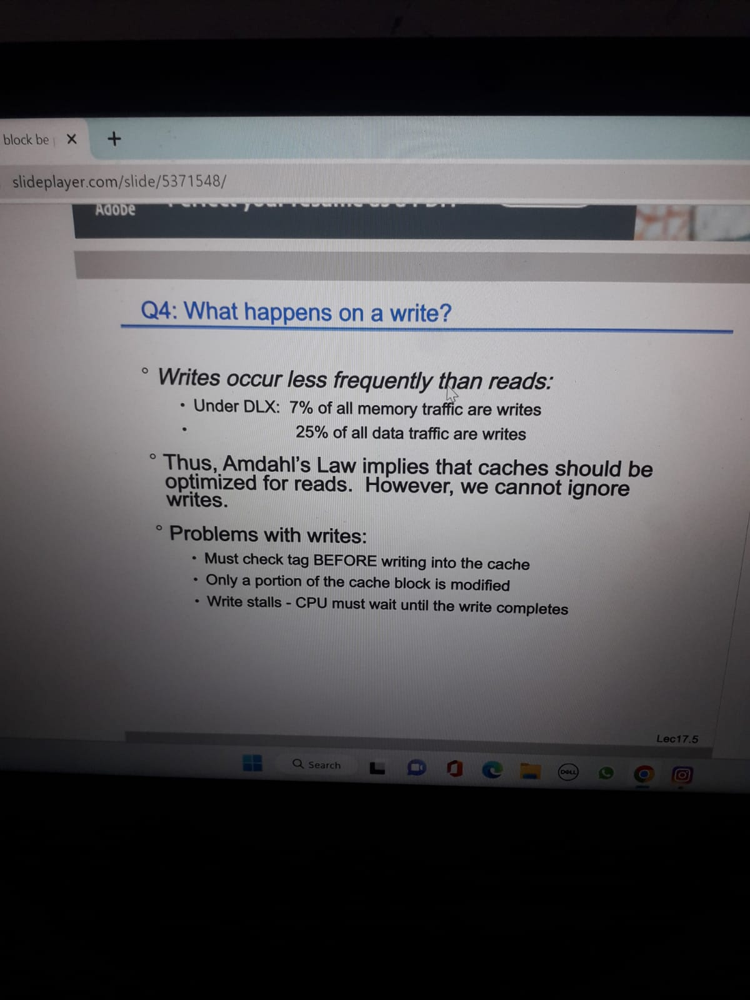 block be
slideplayer.com/slide/5371548/
Adobe
Q4: What happens on a write?
° Writes occur less frequently than reads:
• Under DLX: 7% of all memory traffic are writes
• 25% of all data traffic are writes
° Thus, Amdahl's Law implies that caches should be
optimized for reads. However, we cannot ignore
writes.
° Problems with writes:
• Must check tag BEFORE writing into the cache
• Only a portion of the cache block is modified
• Write stalls - CPU must wait until the write completes
Lec17.5
Search
DELL